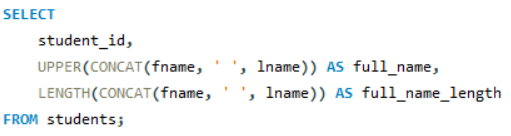 SELECT
    student_id,
    UPPER(CONCAT(fname, ' ', lname)) AS full_name,
    LENGTH(CONCAT(fname, ' ', lname)) AS full_name_length
FROM students;